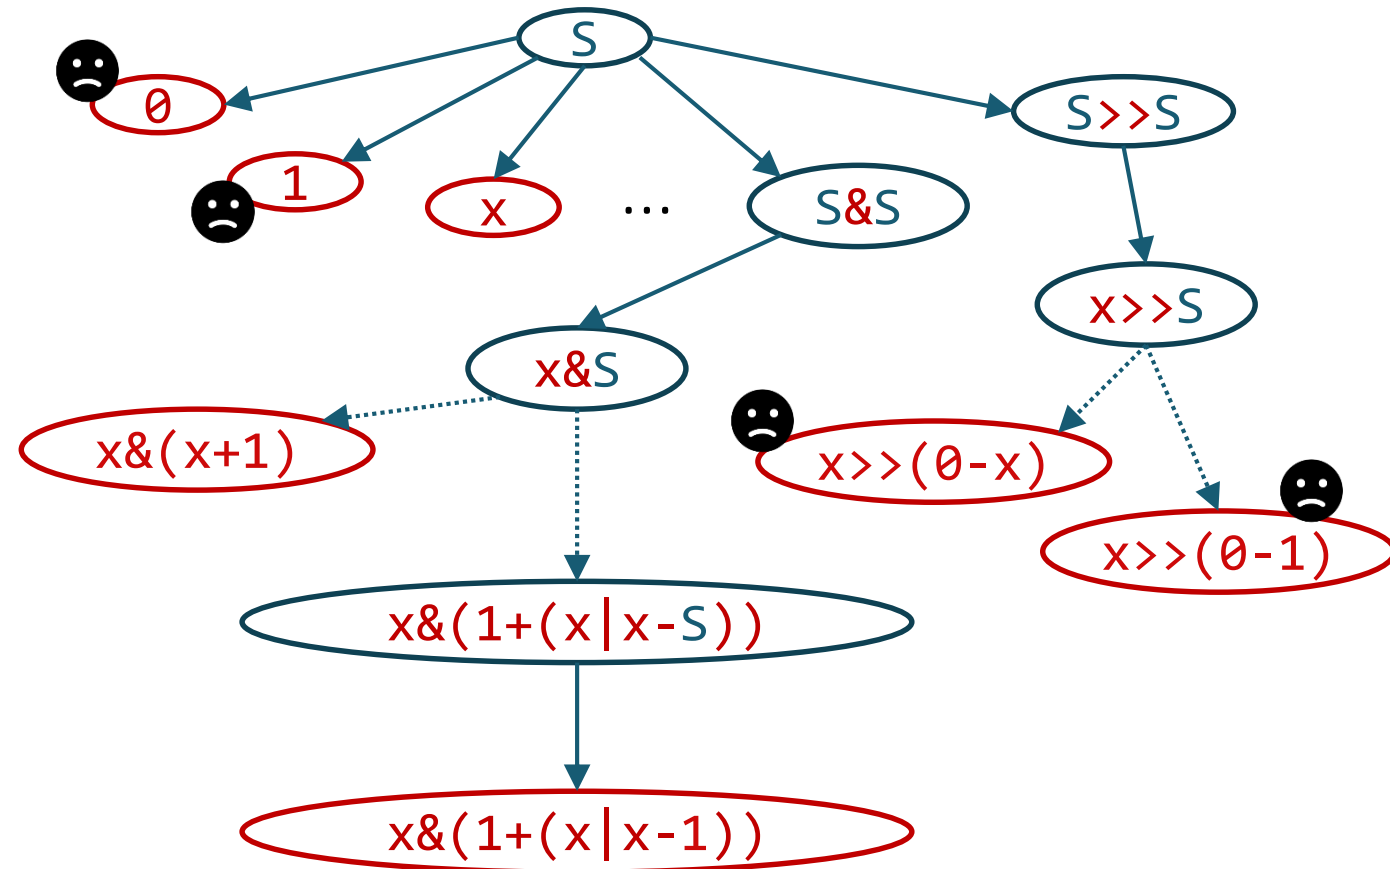 S
0
S>>S
1
x
...
S&S
x>>S
x&S
x&(x+1)
x>>(0-x)
x>>(0-1)
x&(1+(x|x-S))
x&(1+(x|x-1))